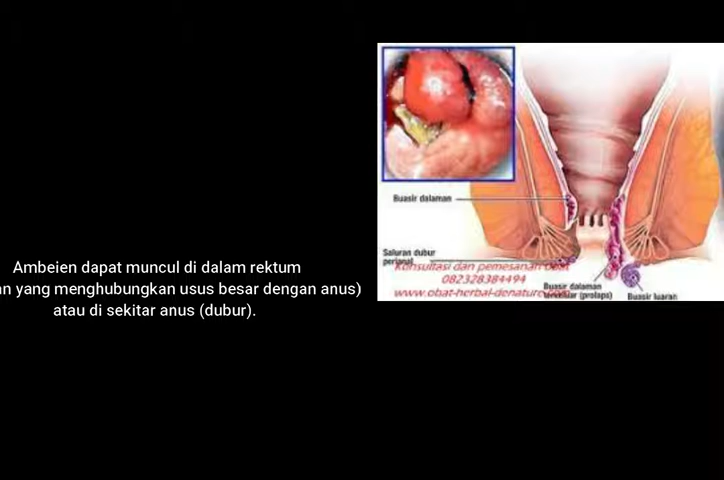 Ambeien dapat muncul di dalam rektum
an yang menghubungkan usus besar dengan anus)
atau di sekitar anus (dubur).
Buasir dalaman
Saluran dubur
perianal
Konsultasi dan pemesanan obat
082328384494
www.obat-herbal-denature.com
Buasir dalaman
(prolaps)
Buasir luaran